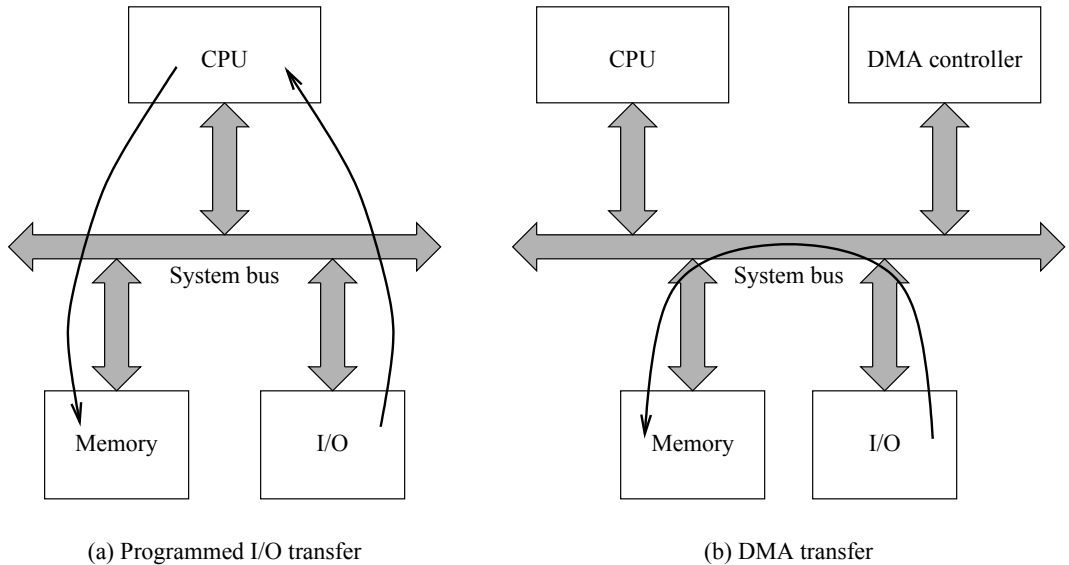 CPU
System bus
Memory
I/O
(a) Programmed I/O transfer
CPU
DMA controller
System bus
Memory
I/O
(b) DMA transfer